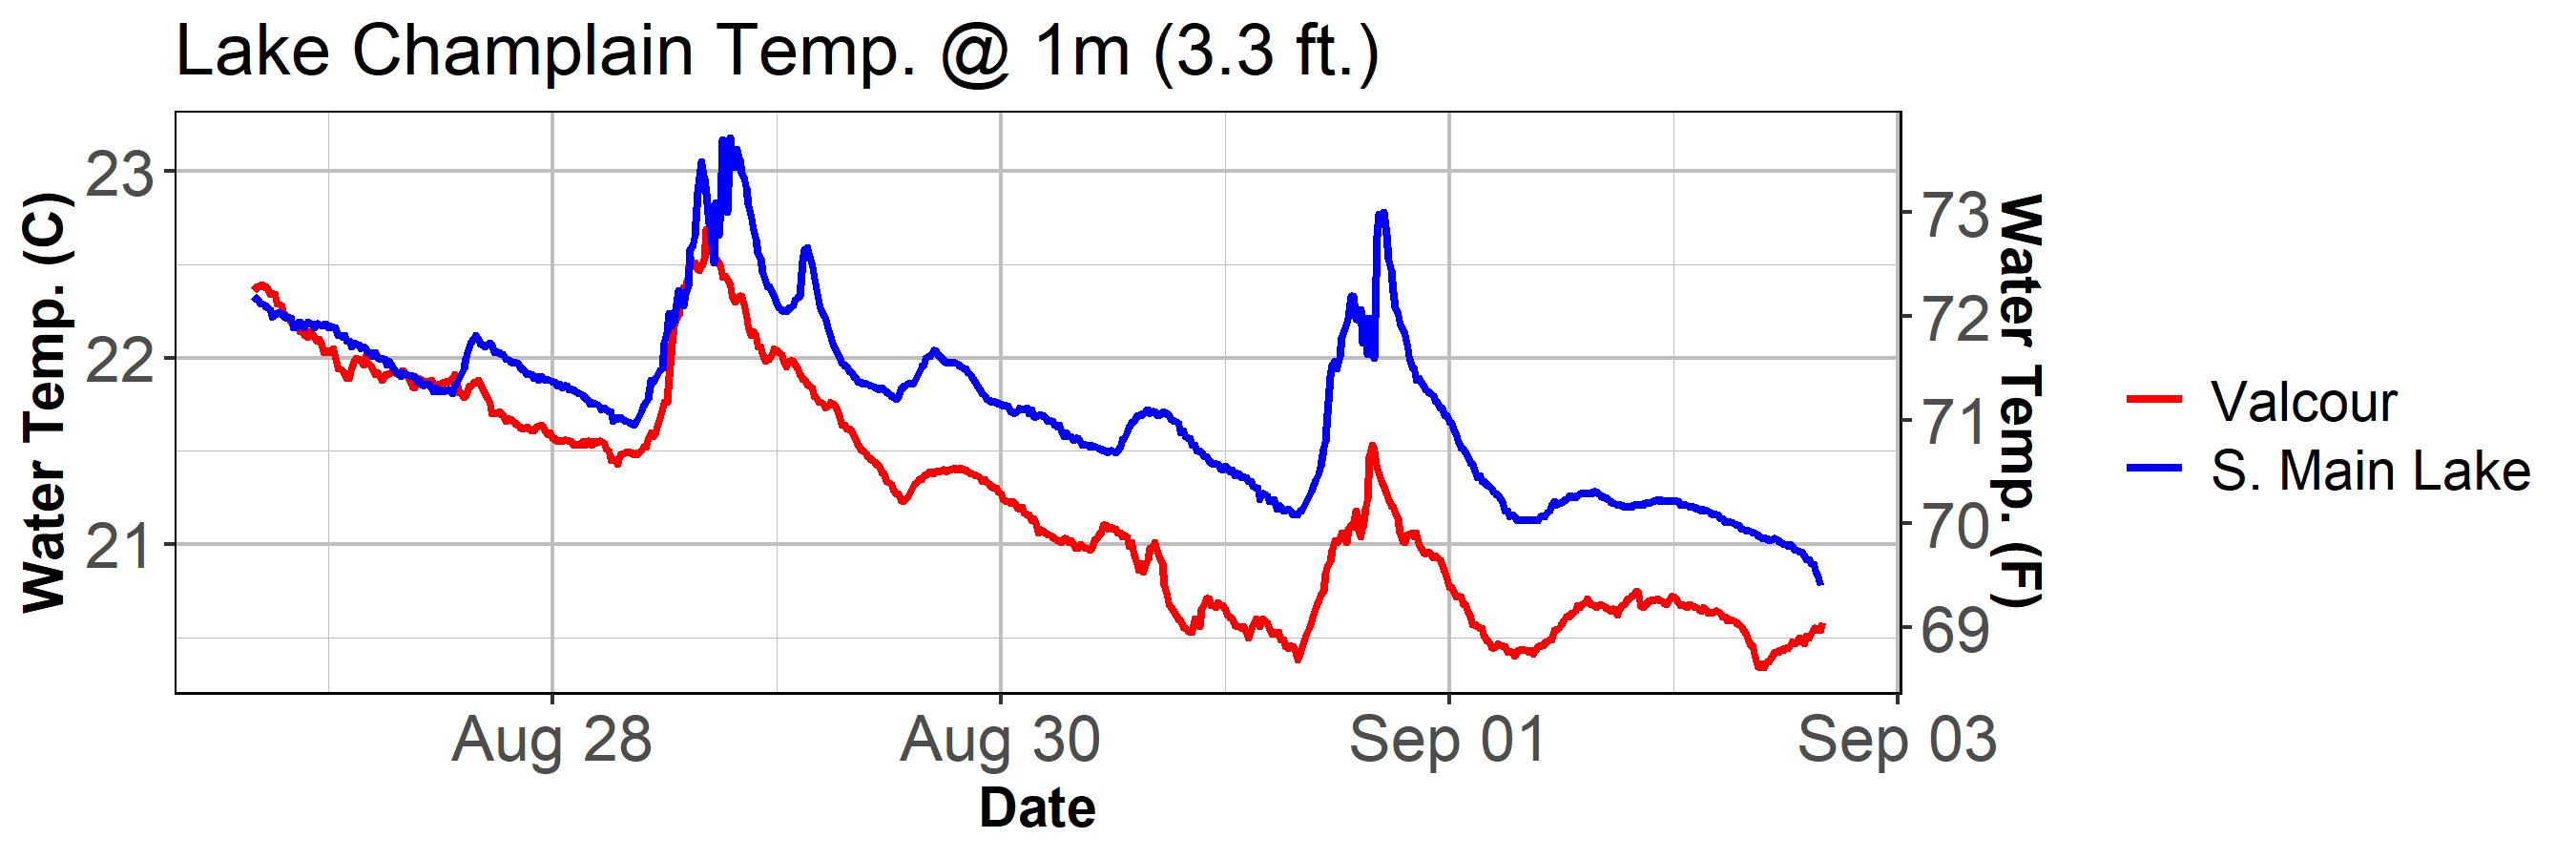 Lake Champlain Temp. @ 1m (3.3 ft.)
Water Temp. (C)
23
22
21
73
72
71
70
69
Water Temp. (F)
Aug 28
Aug 30
Sep 01
Sep 03
Date
Valcour
S. Main Lake